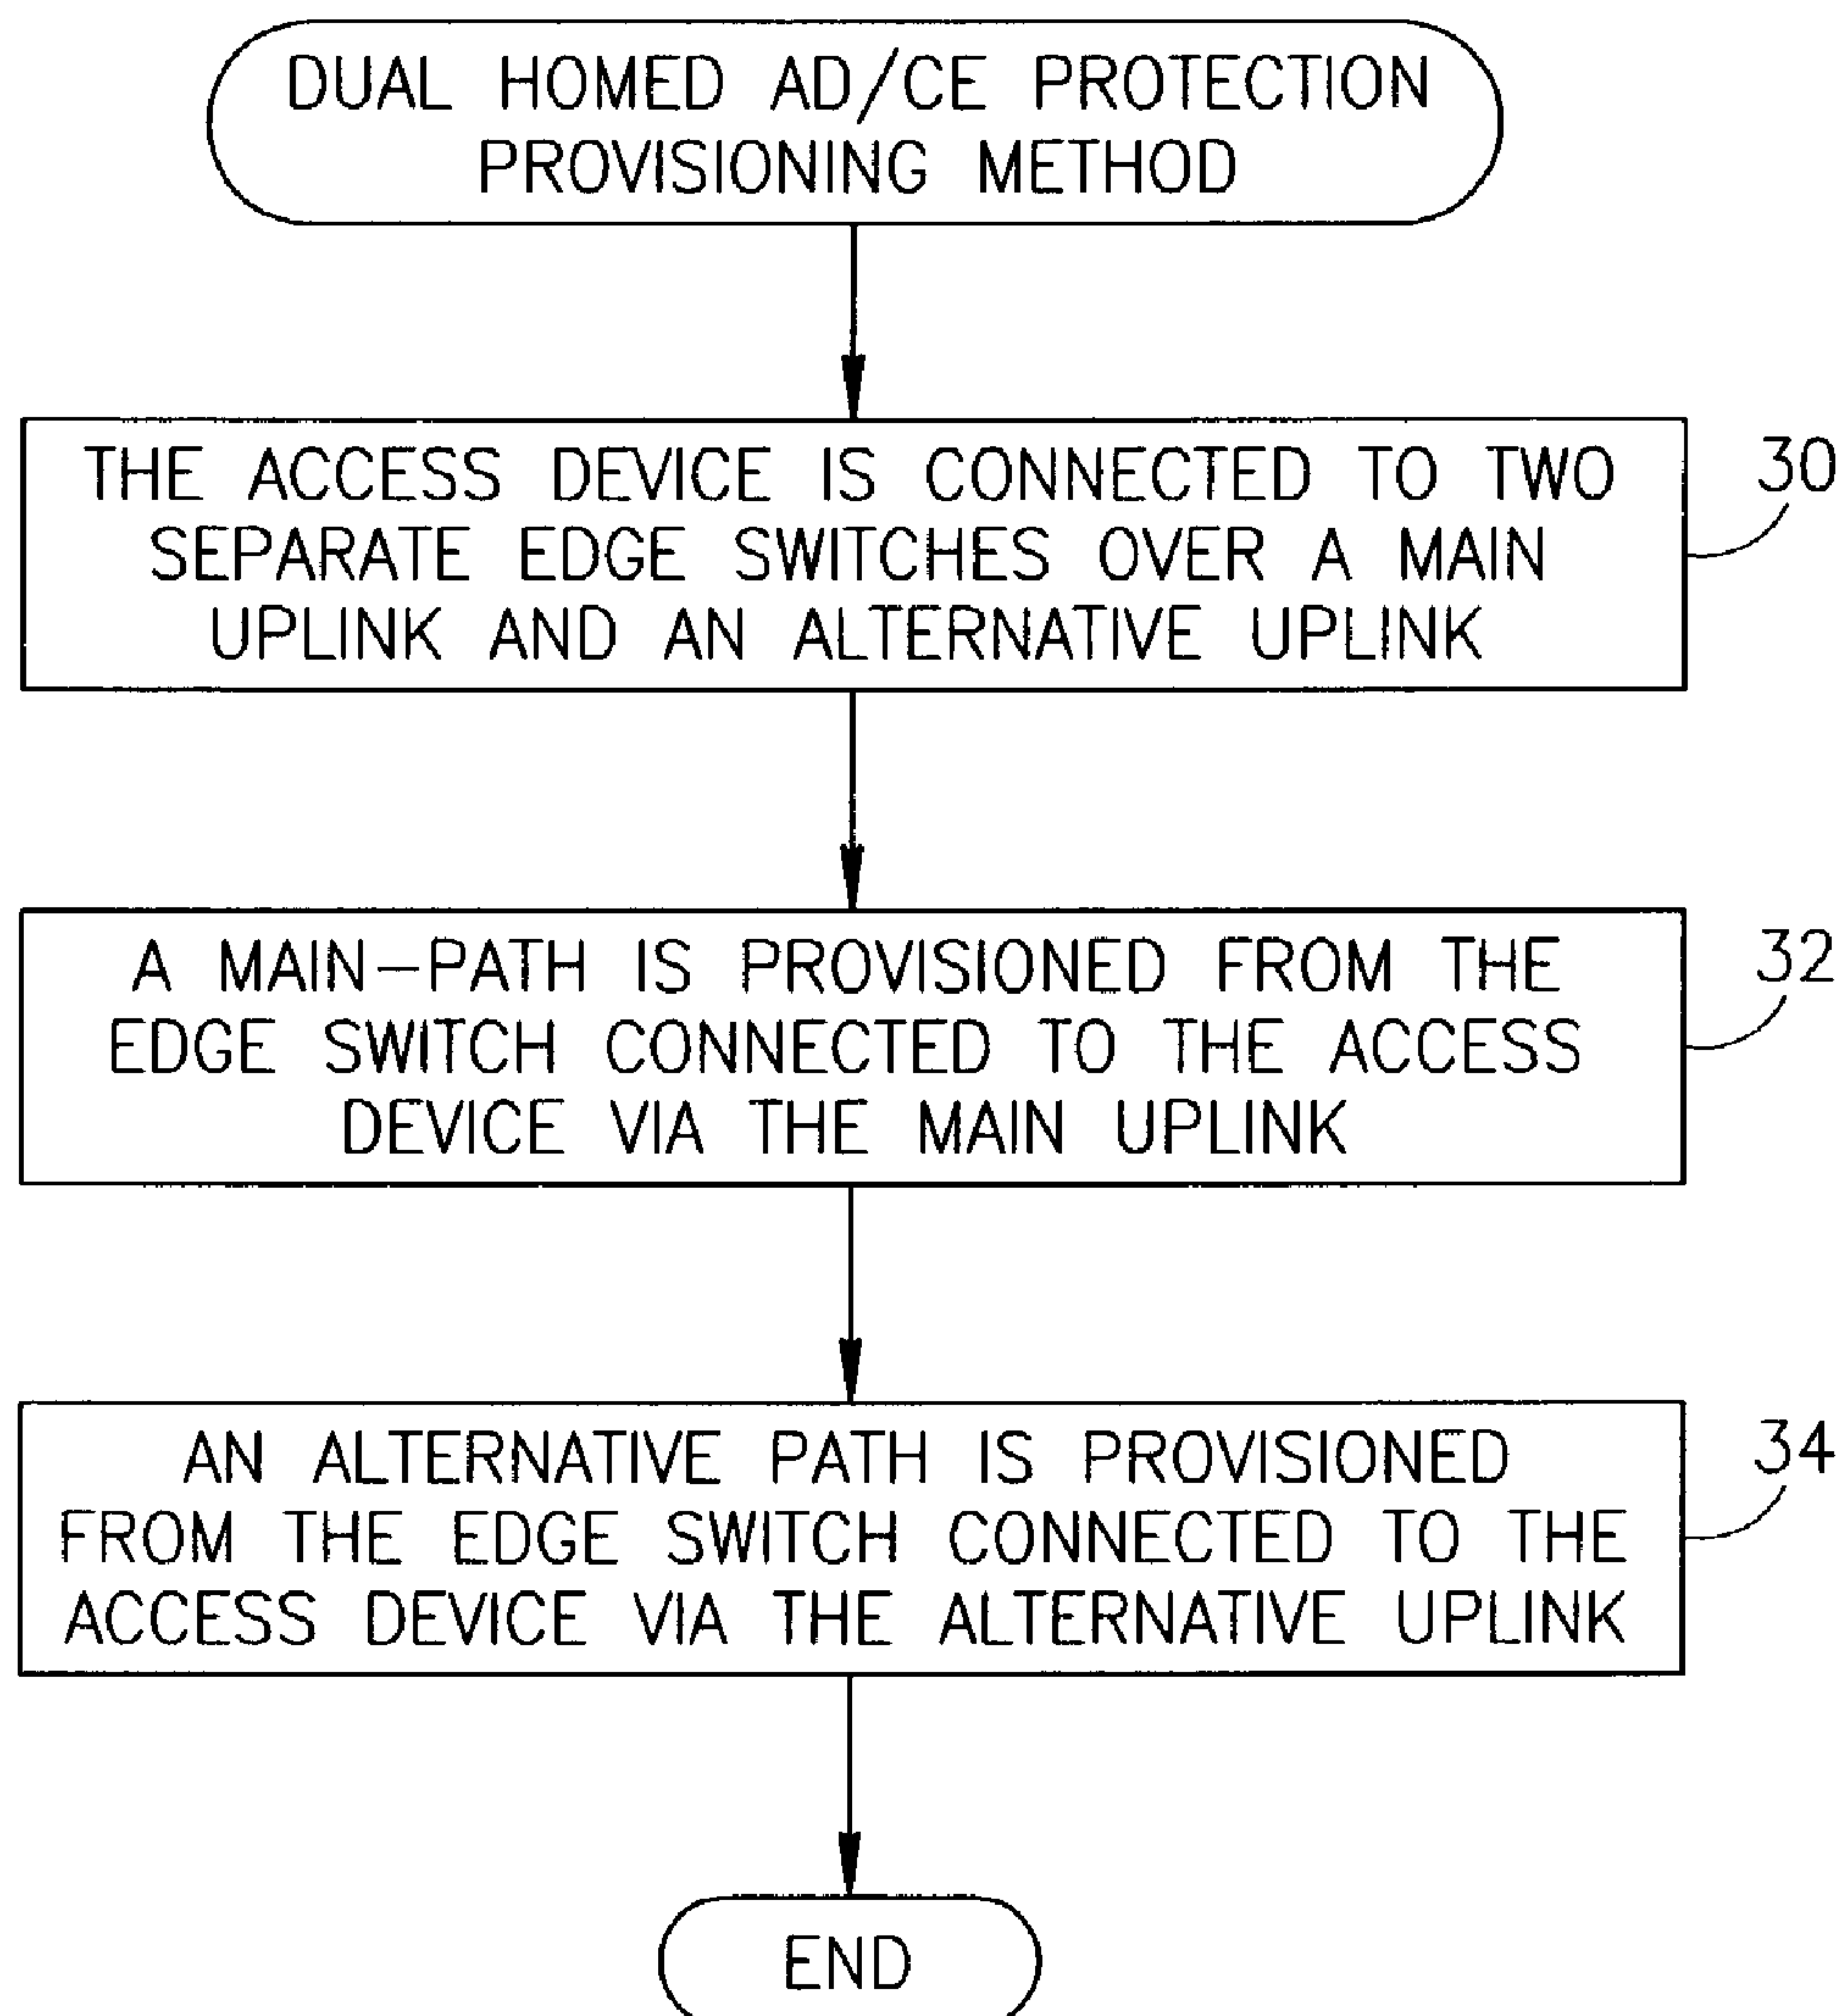 DUAL HOMED AD/CE PROTECTION
PROVISIONING METHOD
THE ACCESS DEVICE IS CONNECTED TO TWO
SEPARATE EDGE SWITCHES OVER A MAIN
UPLINK AND AN ALTERNATIVE UPLINK
30
A MAIN–PATH IS PROVISIONED FROM THE
EDGE SWITCH CONNECTED TO THE ACCESS
DEVICE VIA THE MAIN UPLINK
32
AN ALTERNATIVE PATH IS PROVISIONED
FROM THE EDGE SWITCH CONNECTED TO THE
ACCESS DEVICE VIA THE ALTERNATIVE UPLINK
34
END